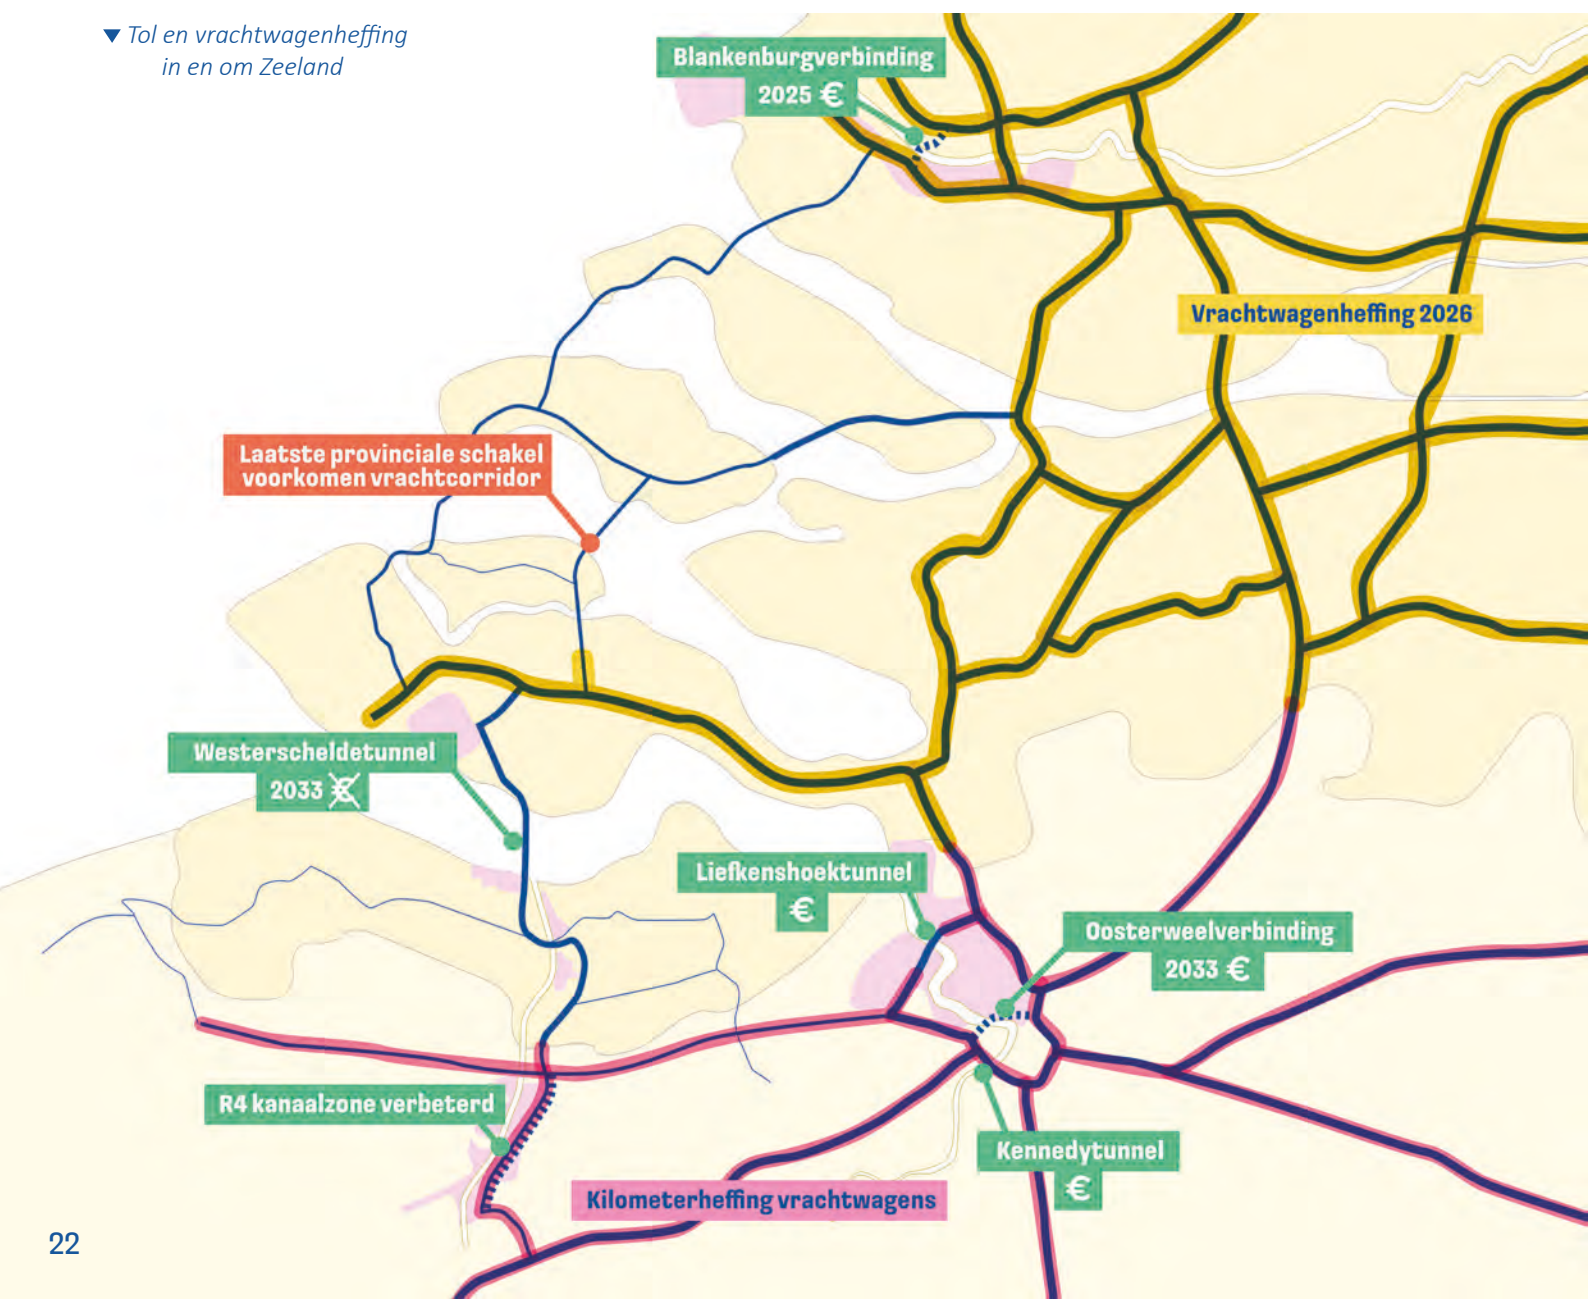 ▼ Tol en vrachtwagenheffing
in en om Zeeland
Blankenburgverbinding
2025 €
Vrachtwagenheffing 2026
Laatste provinciale schakel
voorkomen vrachtcorridor
Westerscheldetunnel
2033 €
Liefkenshoektunnel
€
Oosterweelverbinding
2033 €
R4 kanaalzone verbeterd
Kennedytunnel
€
Kilometerheffing vrachtwagens
22